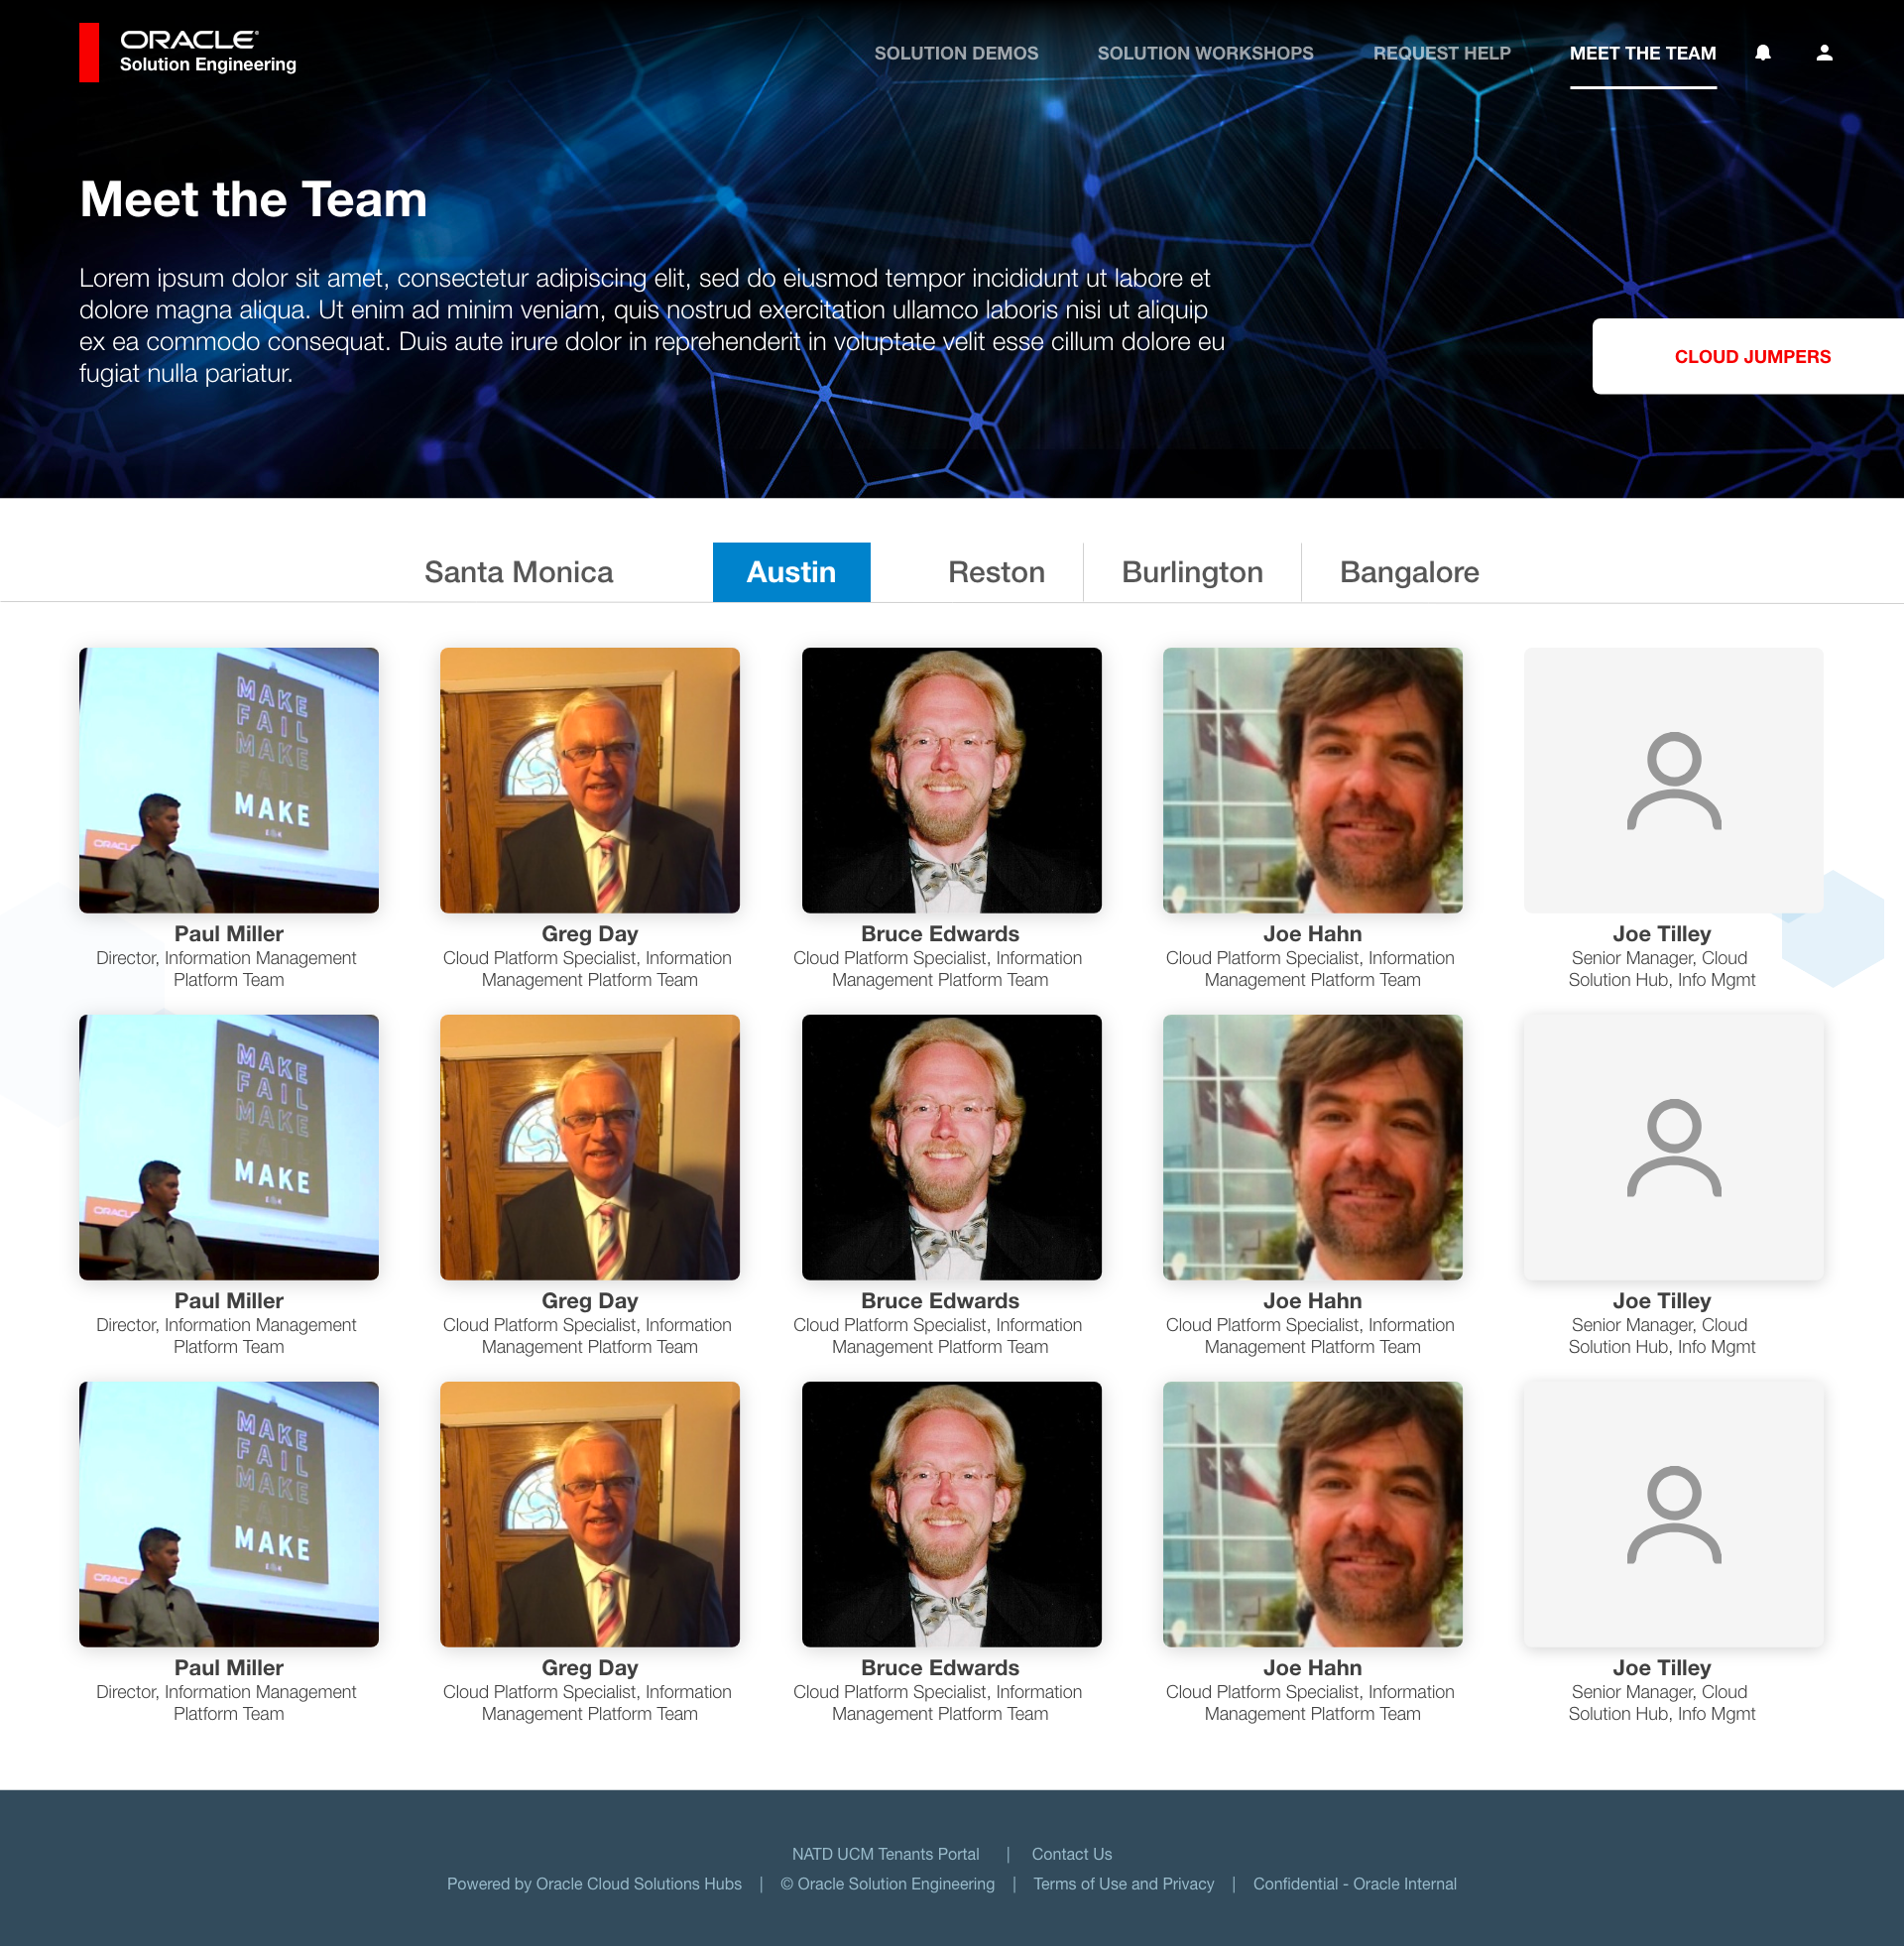 ORACLE
Solution Engineering
SOLUTION DEMOS
SOLUTION WORKSHOPS
REQUEST HELP
MEET THE TEAM
Meet the Team
Lorem ipsum dolor sit amet, consectetur adipiscing elit, sed do eiusmod tempor incididunt ut labore et
dolore magna aliqua. Ut enim ad minim veniam, quis nostrud exercitation ullamco laboris nisi ut aliquip
ex ea commodo consequat. Duis aute irure dolor in reprehenderit in voluptate velit esse cillum dolore eu
fugiat nulla pariatur.
CLOUD JUMPERS
Santa Monica
Austin
Reston
Burlington
Bangalore
MAKE
FAIL
MAKE
FAIL
MAKE
ORACLE
Paul Miller
Director, Information Management
Platform Team
Greg Day
Cloud Platform Specialist, Information
Management Platform Team
Bruce Edwards
Cloud Platform Specialist, Information
Management Platform Team
Joe Hahn
Cloud Platform Specialist, Information
Management Platform Team
Joe Tilley
Senior Manager, Cloud
Solution Hub, Info Mgmt
MAKE
FAIL
MAKE
FAIL
MAKE
ORACLE
Paul Miller
Director, Information Management
Platform Team
Greg Day
Cloud Platform Specialist, Information
Management Platform Team
Bruce Edwards
Cloud Platform Specialist, Information
Management Platform Team
Joe Hahn
Cloud Platform Specialist, Information
Management Platform Team
Joe Tilley
Senior Manager, Cloud
Solution Hub, Info Mgmt
MAKE
FAIL
MAKE
FAIL
MAKE
ORACLE
Paul Miller
Director, Information Management
Platform Team
Greg Day
Cloud Platform Specialist, Information
Management Platform Team
Bruce Edwards
Cloud Platform Specialist, Information
Management Platform Team
Joe Hahn
Cloud Platform Specialist, Information
Management Platform Team
Joe Tilley
Senior Manager, Cloud
Solution Hub, Info Mgmt
NATD UCM Tenants Portal | Contact Us
Powered by Oracle Cloud Solutions Hubs | © Oracle Solution Engineering | Terms of Use and Privacy | Confidential - Oracle Internal